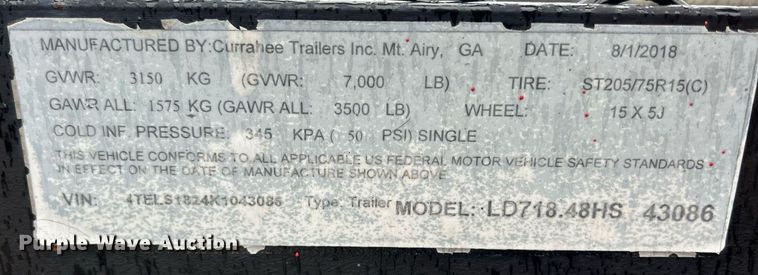 MANUFACTURED BY: Currahee Trailers Inc. Mt. Airy, GA DATE: 8/1/2018
GVWR: 3150 KG (GVWR: 7,000 LB) TIRE: ST205/75R15(C)
GAWR ALL: 1575 KG (GAWR ALL: 3500 LB) WHEEL: 15 X 5J
COLD INF. PRESSURE: 345 KPA ( 50 PSI) SINGLE
THIS VEHICLE CONFORMS TO ALL APPLICABLE US FEDERAL MOTOR VEHICLE SAFETY STANDARDS
IN EFFECT ON THE DATE OF MANUFACTURE SHOWN ABOVE
VIN: 4TELS1824K1043086 Type: Trailer MODEL: LD718.48HS 43086
Purple Wave Auction